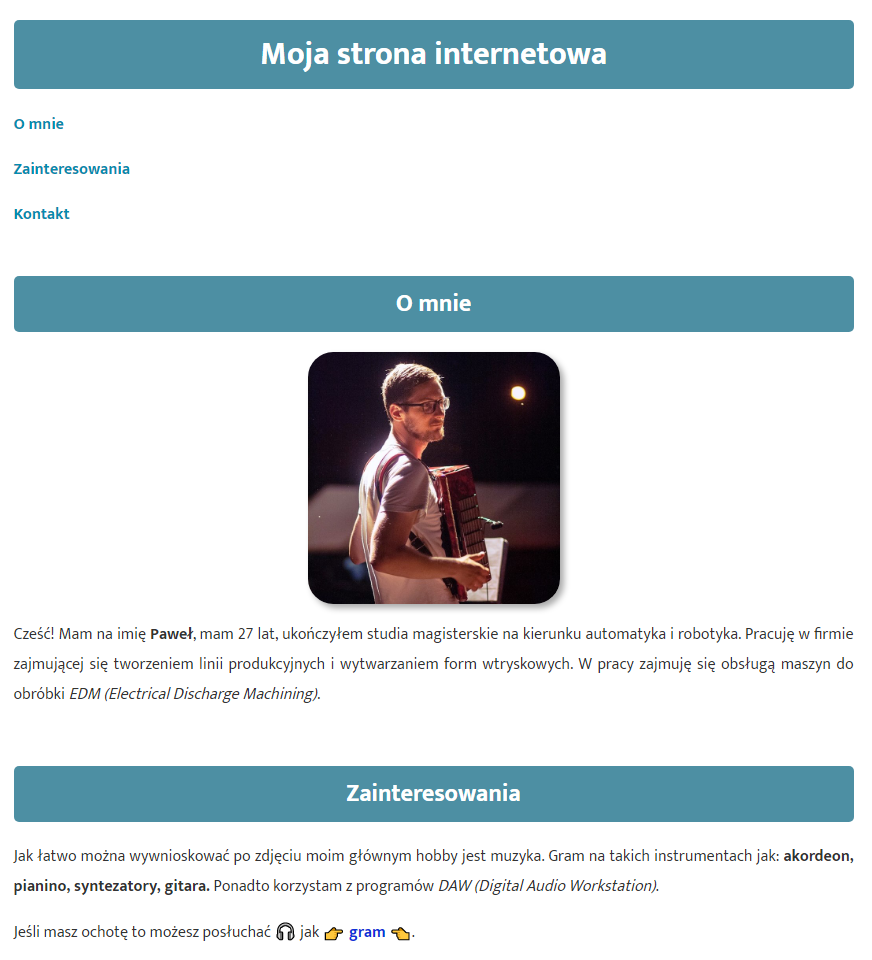 Moja strona internetowa
O mnie
Zainteresowania
Kontakt
O mnie
Cześć! Mam na imię Paweł, mam 27 lat, ukończyłem studia magisterskie na kierunku automatyka i robotyka. Pracuję w firmie
zajmującej się tworzeniem linii produkcyjnych i wytwarzaniem form wtryskowych. W pracy zajmuję się obsługą maszyn do
obróbki EDM (Electrical Discharge Machining).
Zainteresowania
Jak łatwo można wywnioskować po zdjęciu moim głównym hobby jest muzyka. Gram na takich instrumentach jak: akordeon,
pianino, syntezatory, gitara. Ponadto korzystam z programów DAW (Digital Audio Workstation).
Jeśli masz ochotę to możesz posłuchać 🎧 jak 👉 gram 👈.